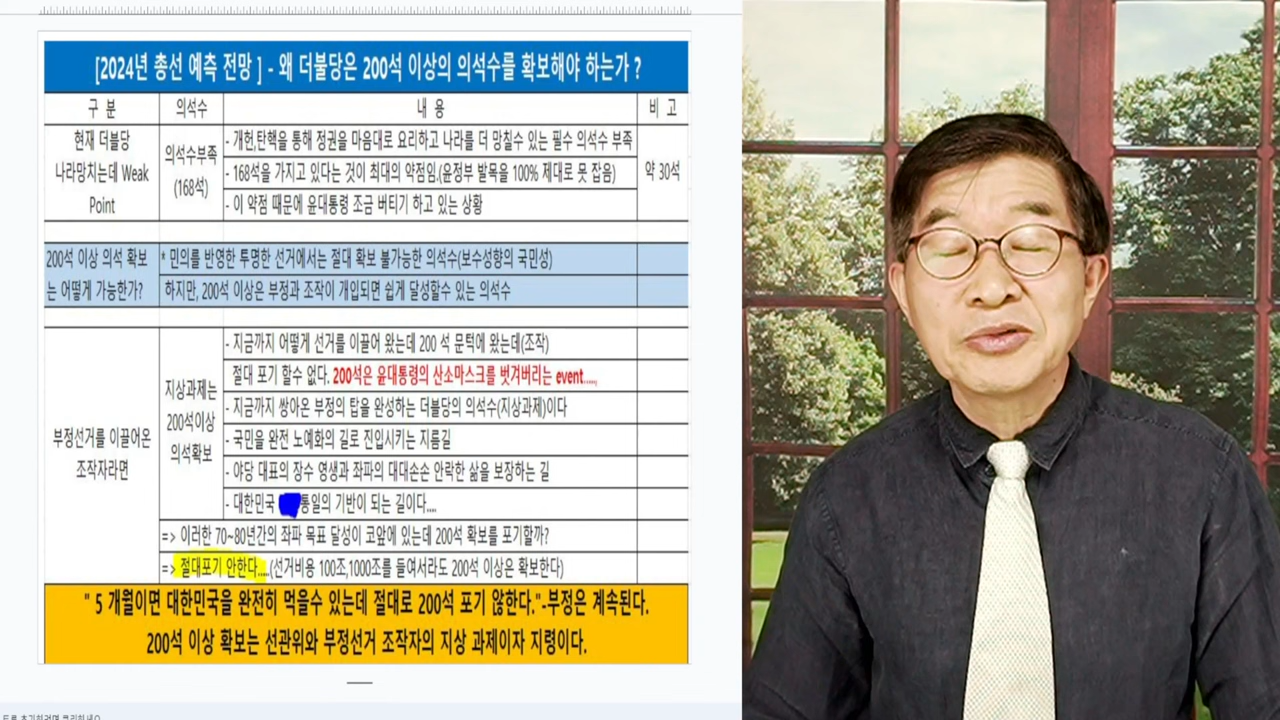 [2024년 총선 예측 전망 ] - 왜 더불당은 200석 이상의 의석수를 확보해야 하는가 ?
구 분 의석수 내 용 비 고
현재 더불당
나라망치는데 Weak
Point
의석수부족
(168석)
- 개헌,탄핵을 통해 정권을 마음대로 요리하고 나라를 더 망칠수 있는 필수 의석수 부족
- 168석을 가지고 있다는 것이 최대의 약점임.(윤정부 발목을 100% 제대로 못 잡음)
- 이 약점 때문에 윤대통령 조금 버티기 하고 있는 상황
약 30석
200석 이상 의석 확보
는 어떻게 가능한가?
* 민의를 반영한 투명한 선거에서는 절대 확보 불가능한 의석수(보수성향의 국민성)
하지만, 200석 이상은 부정과 조작이 개입되면 쉽게 달성할수 있는 의석수
부정선거를 이끌어온
조작자라면
지상과제는
200석이상
의석확보
- 지금까지 어떻게 선거를 이끌어 왔는데 200 석 문턱에 왔는데(조작)
절대 포기 할수 없다. 200석은 윤대통령의 산소마스크를 벗겨버리는 event.....,
- 지금까지 쌓아온 부정의 탑을 완성하는 더불당의 의석수(지상과제)이다
- 국민을 완전 노예화의 길로 진입시키는 지름길
- 야당 대표의 장수 영생과 좌파의 대대손손 안락한 삶을 보장하는 길
- 대한민국 통일의 기반이 되는 길이다....
=> 이러한 70~80년간의 좌파 목표 달성이 코앞에 있는데 200석 확보를 포기할까?
=> 절대포기 안한다.....(선거비용 100조,1000조를 들여서라도 200석 이상은 확보한다)
" 5 개월이면 대한민국을 완전히 먹을수 있는데 절대로 200석 포기 않한다."-부정은 계속된다.
200석 이상 확보는 선관위와 부정선거 조작자의 지상 과제이자 지령이다.